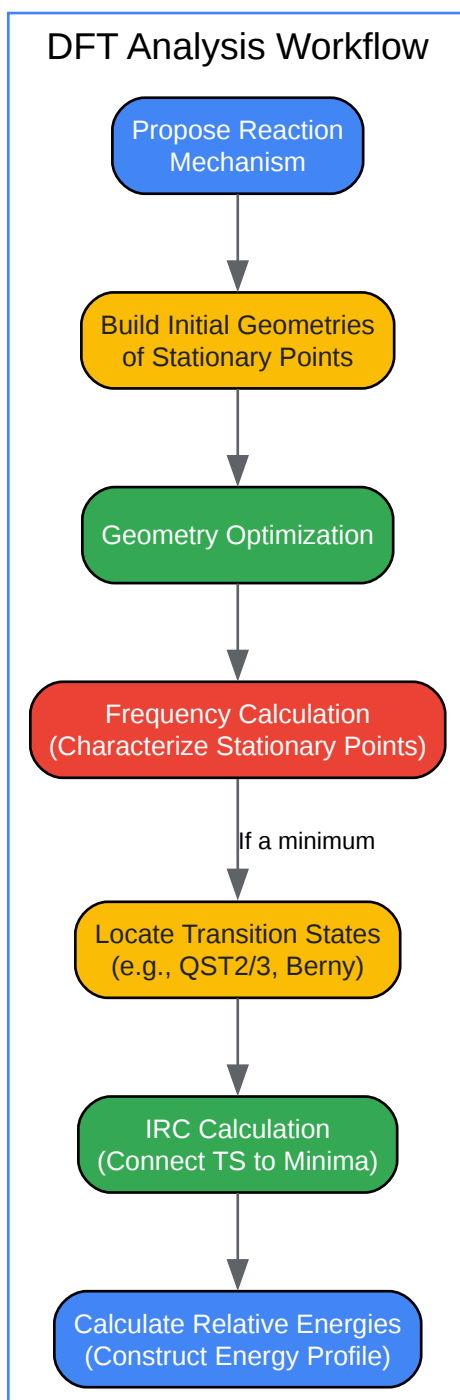 DFT Analysis Workflow
Propose Reaction
Mechanism
Build Initial Geometries
of Stationary Points
Geometry Optimization
Frequency Calculation
(Characterize Stationary Points)
If a minimum
Locate Transition States
(e.g., QST2/3, Berny)
IRC Calculation
(Connect TS to Minima)
Calculate Relative Energies
(Construct Energy Profile)